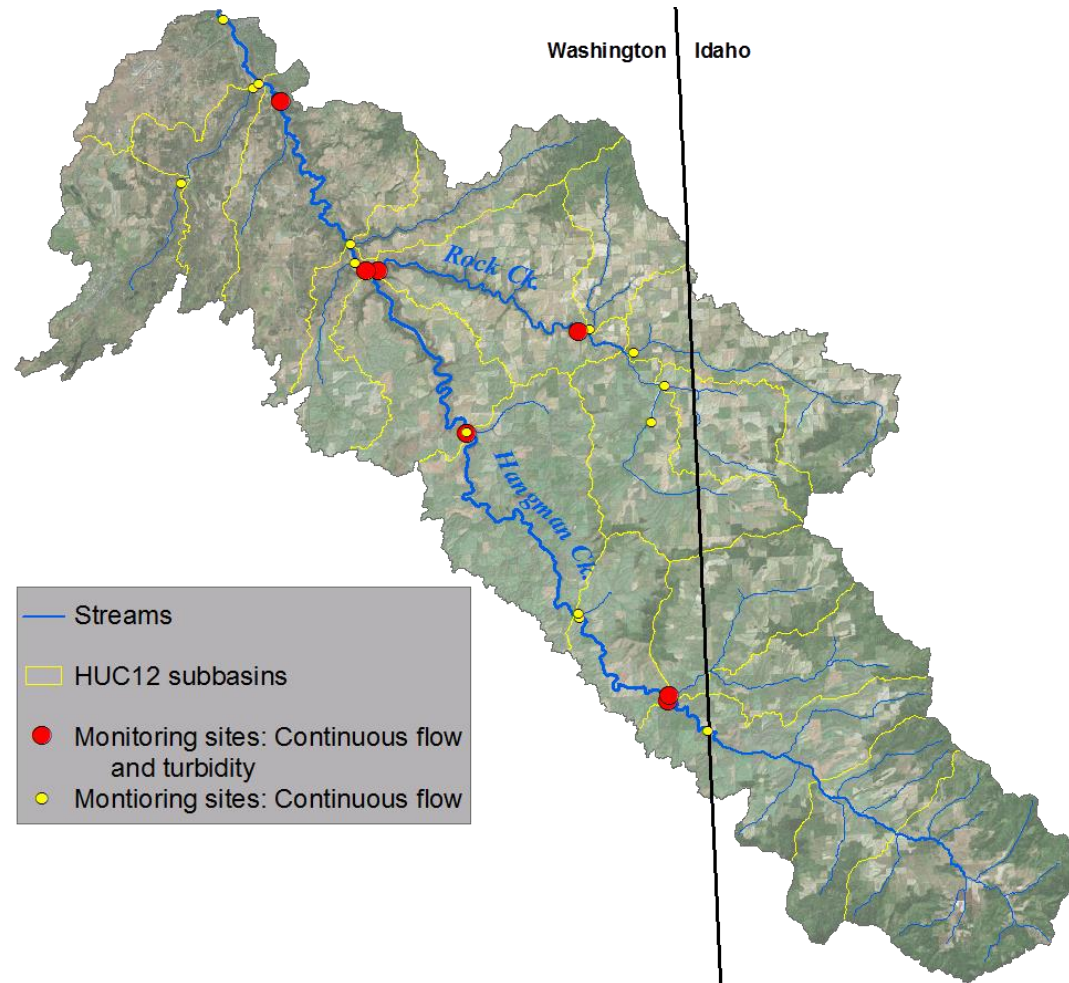 Washington Idaho
Rock Ck.
Hangman Ck.
Streams
HUC12 subbasins
Monitoring sites: Continuous flow
and turbidity
Montioring sites: Continuous flow